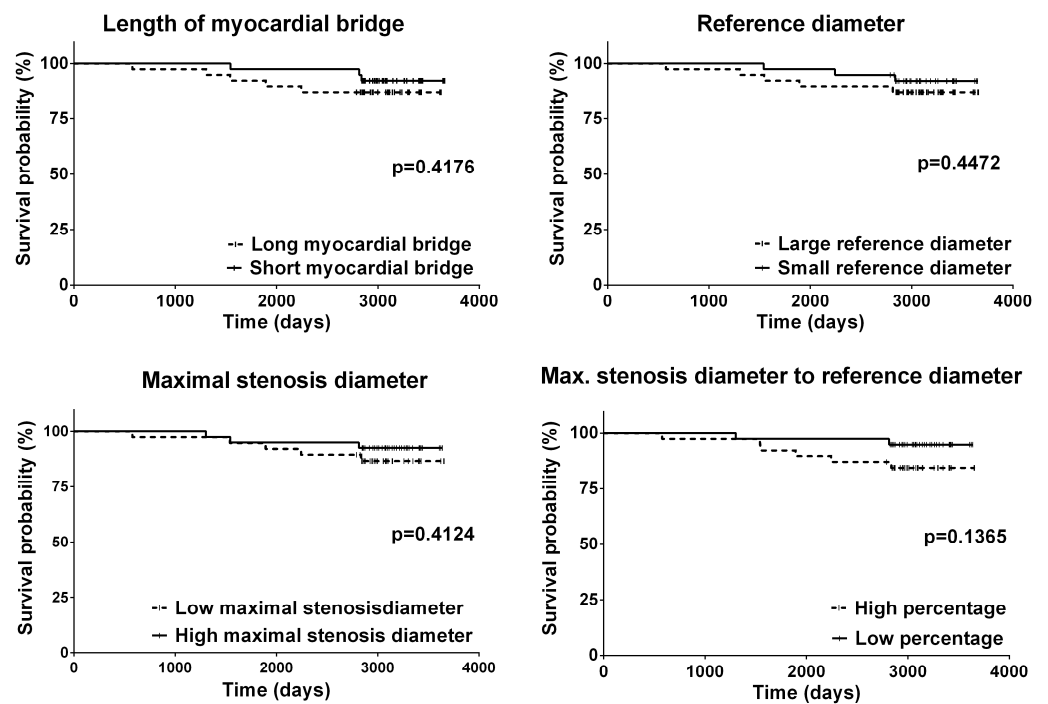 Length of myocardial bridge
Survival probability (%)
100
75
50
25
0
p=0.4176
Long myocardial bridge
Short myocardial bridge
0 1000 2000 3000 4000
Time (days)
Reference diameter
Survival probability (%)
100
75
50
25
0
p=0.4472
Large reference diameter
Small reference diameter
0 1000 2000 3000 4000
Time (days)
Maximal stenosis diameter
Survival probability (%)
100
75
50
25
0
p=0.4124
Low maximal stenosisdiameter
High maximal stenosis diameter
0 1000 2000 3000 4000
Time (days)
Max. stenosis diameter to reference diameter
Survival probability (%)
100
75
50
25
0
p=0.1365
High percentage
Low percentage
0 1000 2000 3000 4000
Time (days)